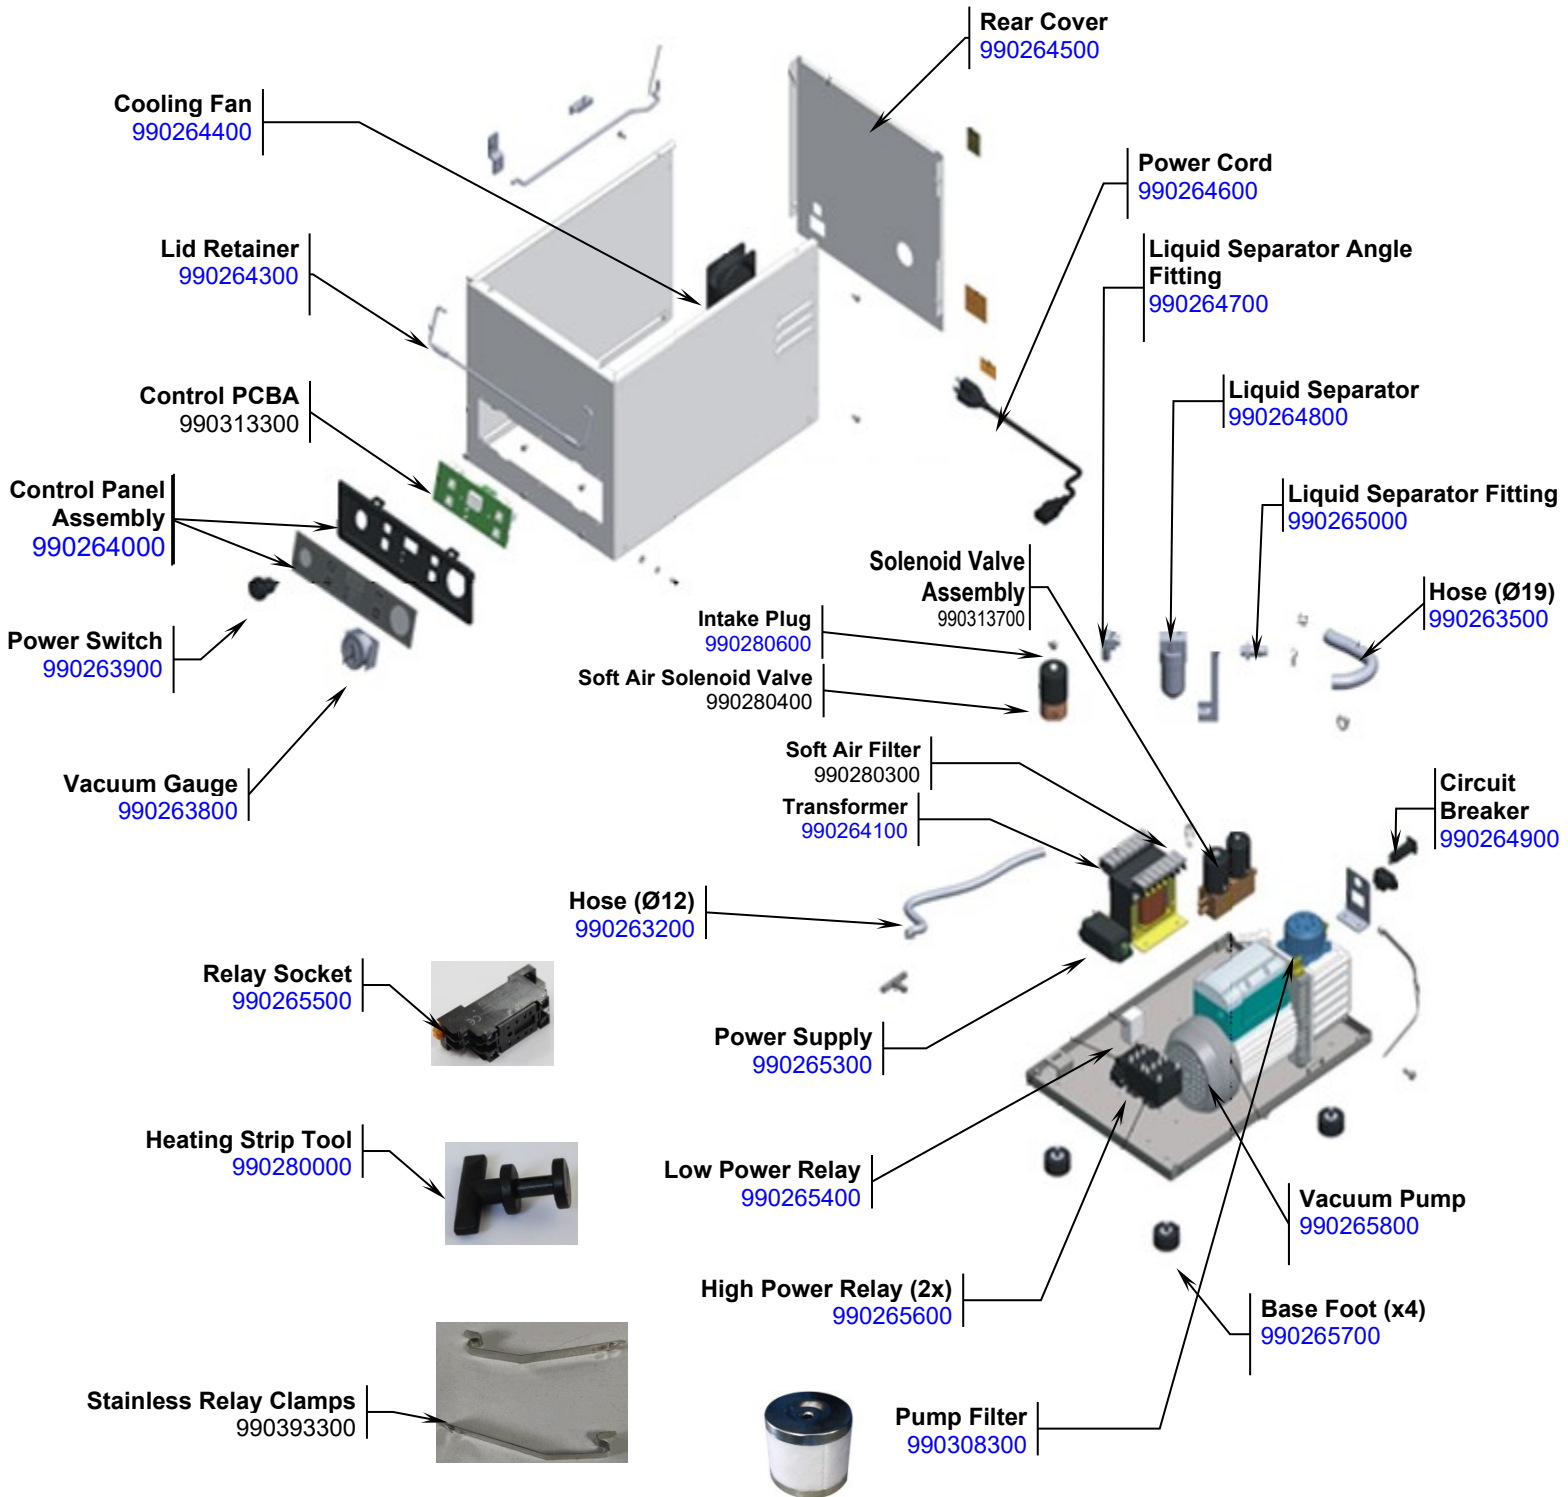 Rear Cover
990264500
Cooling Fan
990264400
Power Cord
990264600
Lid Retainer
990264300
Liquid Separator Angle
Fitting
990264700
Control PCBA
990313300
Liquid Separator
990264800
Control Panel
Assembly
990264000
Liquid Separator Fitting
990265000
Solenoid Valve
Assembly
990313700
Hose (Ø19)
990263500
Intake Plug
990280600
Power Switch
990263900
Soft Air Solenoid Valve
990280400
Soft Air Filter
990280300
Vacuum Gauge
990263800
Circuit
Breaker
990264900
Transformer
990264100
Hose (Ø12)
990263200
Relay Socket
990265500
Power Supply
990265300
Heating Strip Tool
990280000
Low Power Relay
990265400
Vacuum Pump
990265800
High Power Relay (2x)
990265600
Base Foot (x4)
990265700
Stainless Relay Clamps
990393300
Pump Filter
990308300